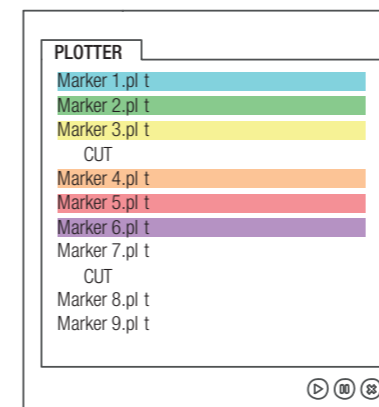 PLOTTER
Marker 1.pl t
Marker 2.pl t
Marker 3.pl t
CUT
Marker 4.pl t
Marker 5.pl t
Marker 6.pl t
Marker 7.pl t
CUT
Marker 8.pl t
Marker 9.pl t